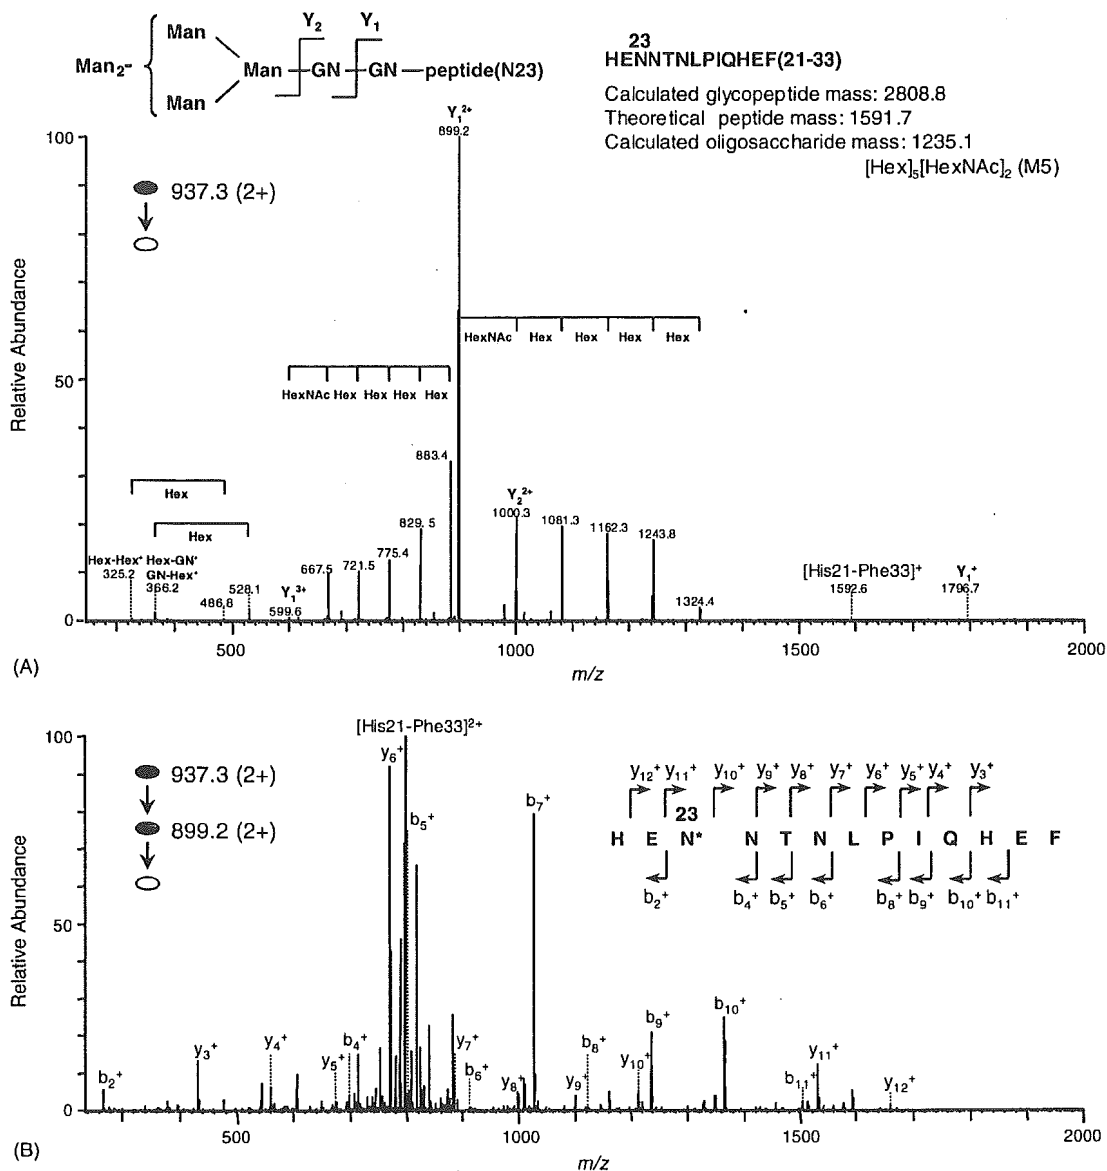 (A)
Y₂ Y₁
Man
Man₂- { Man GN GN peptide(N23)
Man
23
HENNTNLPIQHEF(21-33)
Calculated glycopeptide mass: 2808.8
Theoretical peptide mass: 1591.7
Calculated oligosaccharide mass: 1235.1
[Hex]₅[HexNAc]₂ (M5)
937.3 (2+)
Relative Abundance
100
50
0
Y₁²⁺
899.2
HexNAc Hex Hex Hex Hex
HexNAc Hex Hex Hex Hex
Hex
Hex
Hex-Hex⁺ Hex-GN⁺
GN-Hex⁺
325.2 366.2
486.8
528.1
Y₁³⁺
599.6
667.5
721.5
775.4
829.5
883.4
Y₂²⁺
1000.3
1081.3
1162.3
1243.8
1324.4
[His21-Phe33]⁺
1592.6
Y₁⁺
1796.7
500 1000 1500 2000
m/z
(B)
Relative Abundance
100
50
0
937.3 (2+)
899.2 (2+)
[His21-Phe33]²⁺
y₁₂⁺ y₁₁⁺ y₁₀⁺ y₉⁺ y₈⁺ y₇⁺ y₆⁺ y₅⁺ y₄⁺ y₃⁺
23
H E N* N T N L P I Q H E F
b₂⁺ b₄⁺ b₅⁺ b₆⁺ b₈⁺ b₉⁺ b₁₀⁺ b₁₁⁺
b₂⁺
y₃⁺
y₄⁺
y₅⁺
b₄⁺
y₆⁺
b₅⁺
y₇⁺
b₆⁺
y₈⁺
b₇⁺
y₉⁺
b₈⁺
y₁₀⁺
b₉⁺
b₁₀⁺
b₁₁⁺
y₁₁⁺
y₁₂⁺
500 1000 1500 2000
m/z